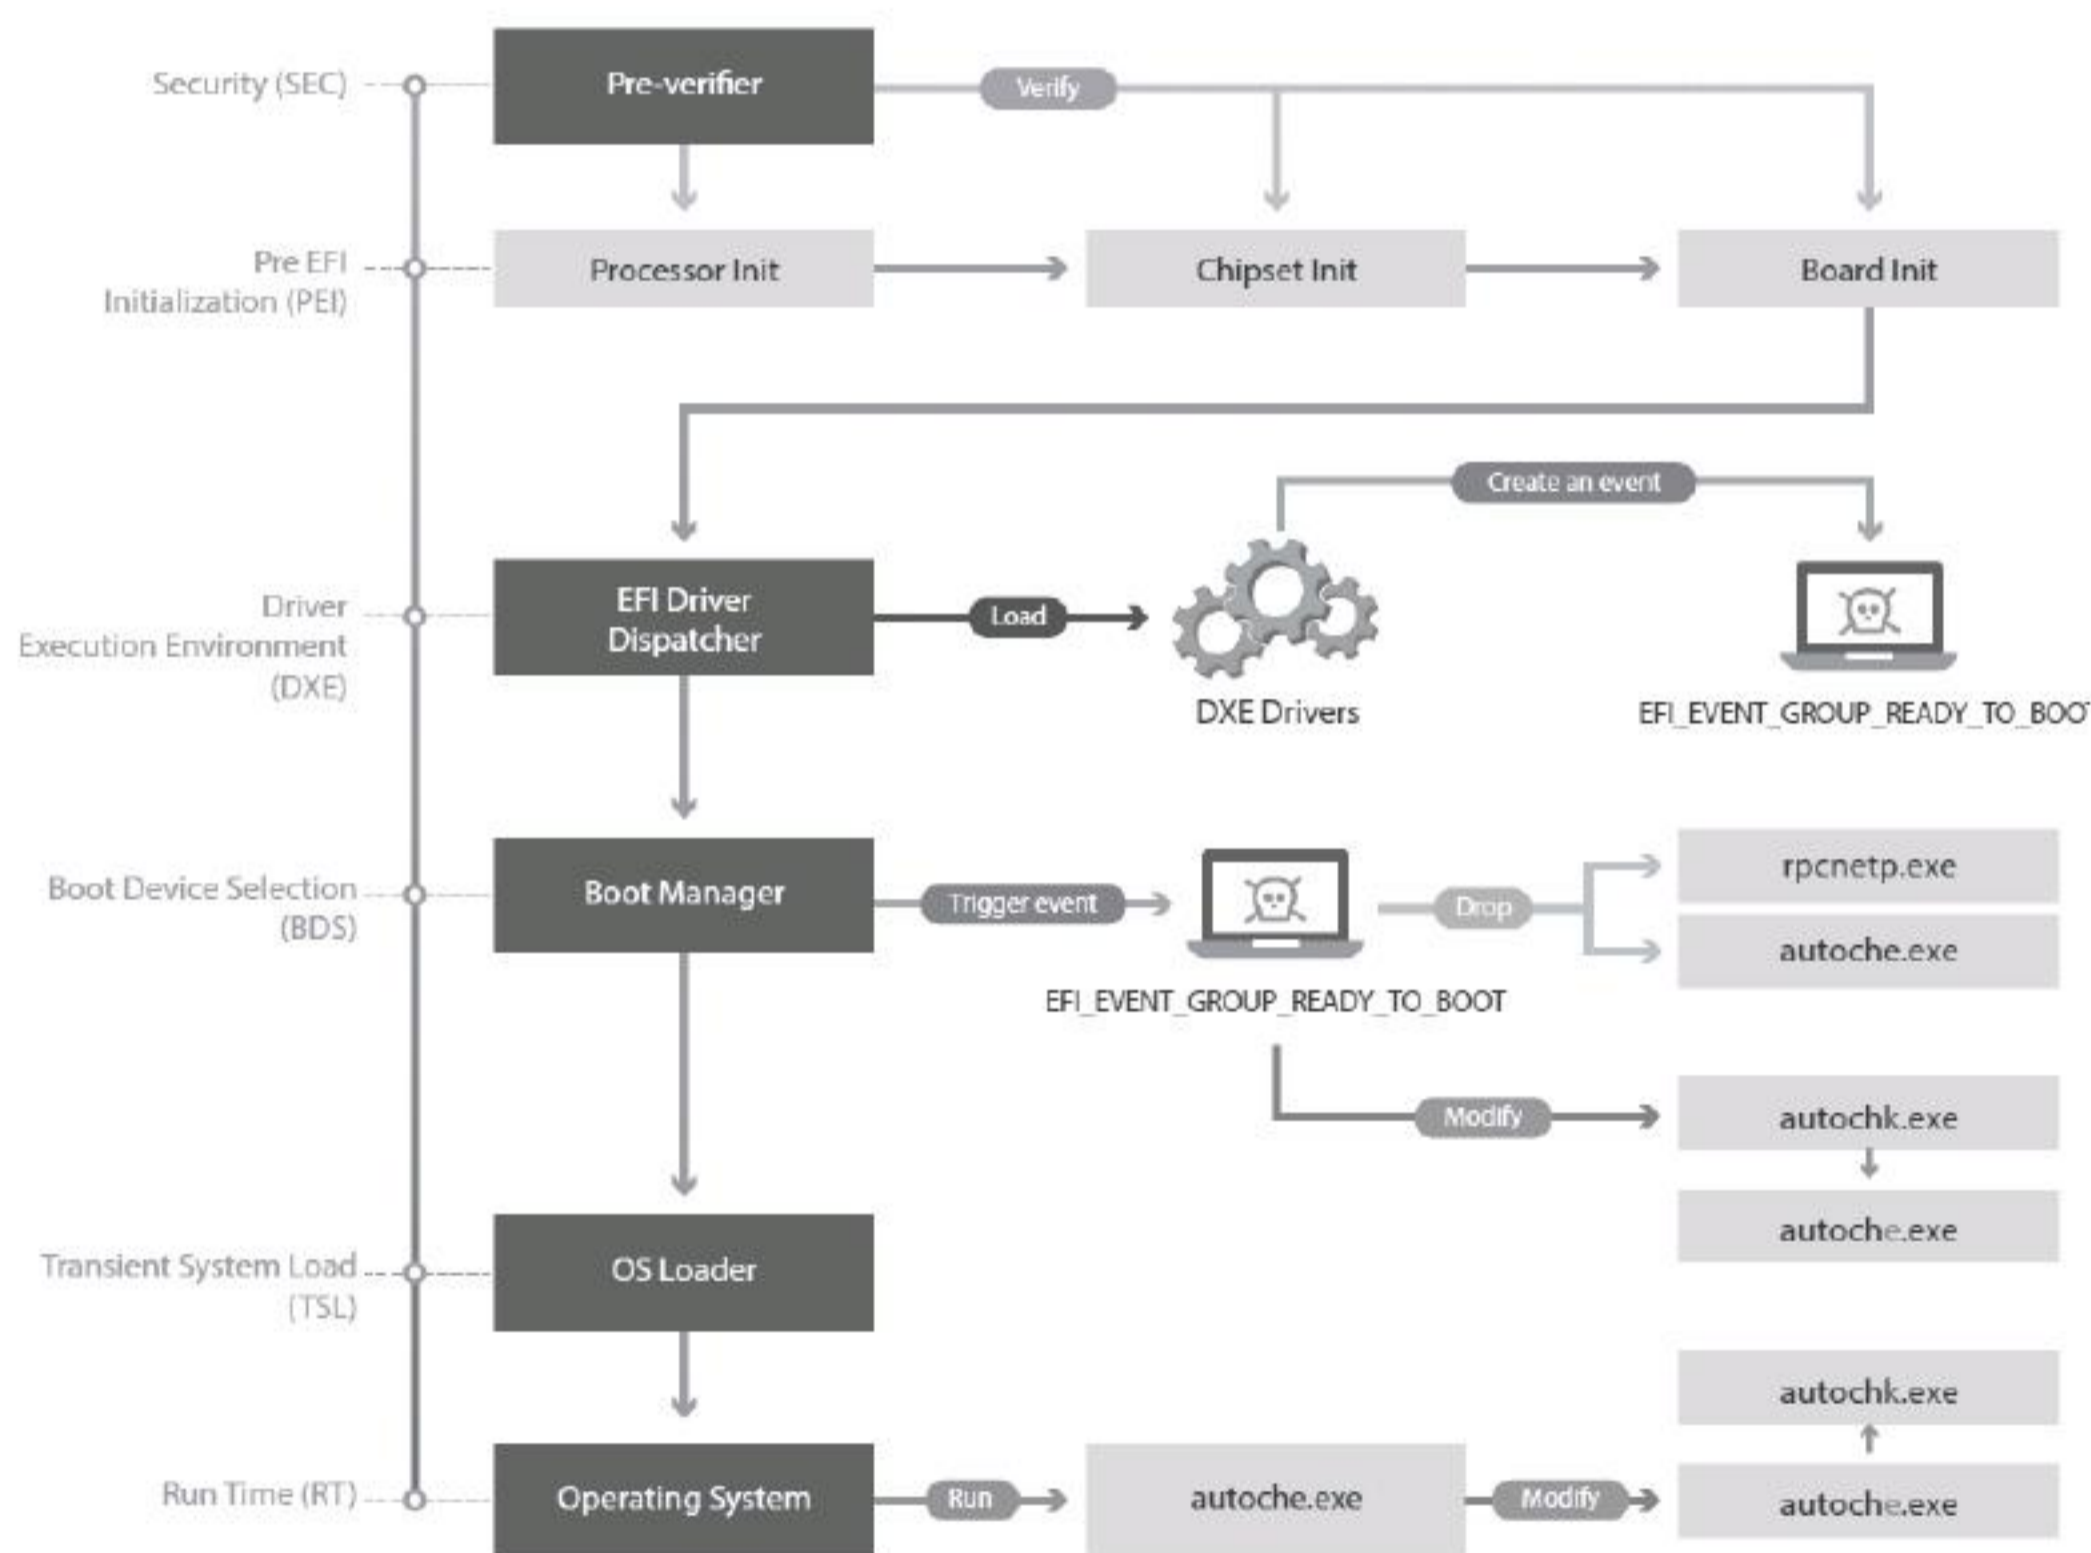 Security (SEC)
Pre-verifier
Verify
Pre EFI
Initialization (PEI)
Processor Init
Chipset Init
Board Init
Create an event
Driver
Execution Environment
(DXE)
EFI Driver
Dispatcher
Load
DXE Drivers
EFI_EVENT_GROUP_READY_TO_BOO
Boot Device Selection
(BDS)
Boot Manager
Trigger event
EFI_EVENT_GROUP_READY_TO_BOOT
Drop
rpcnetp.exe
autoche.exe
Modify
autochk.exe
autoche.exe
Transient System Load
(TSL)
OS Loader
Run Time (RT)
Operating System
Run
autoche.exe
Modify
autochk.exe
autoche.exe